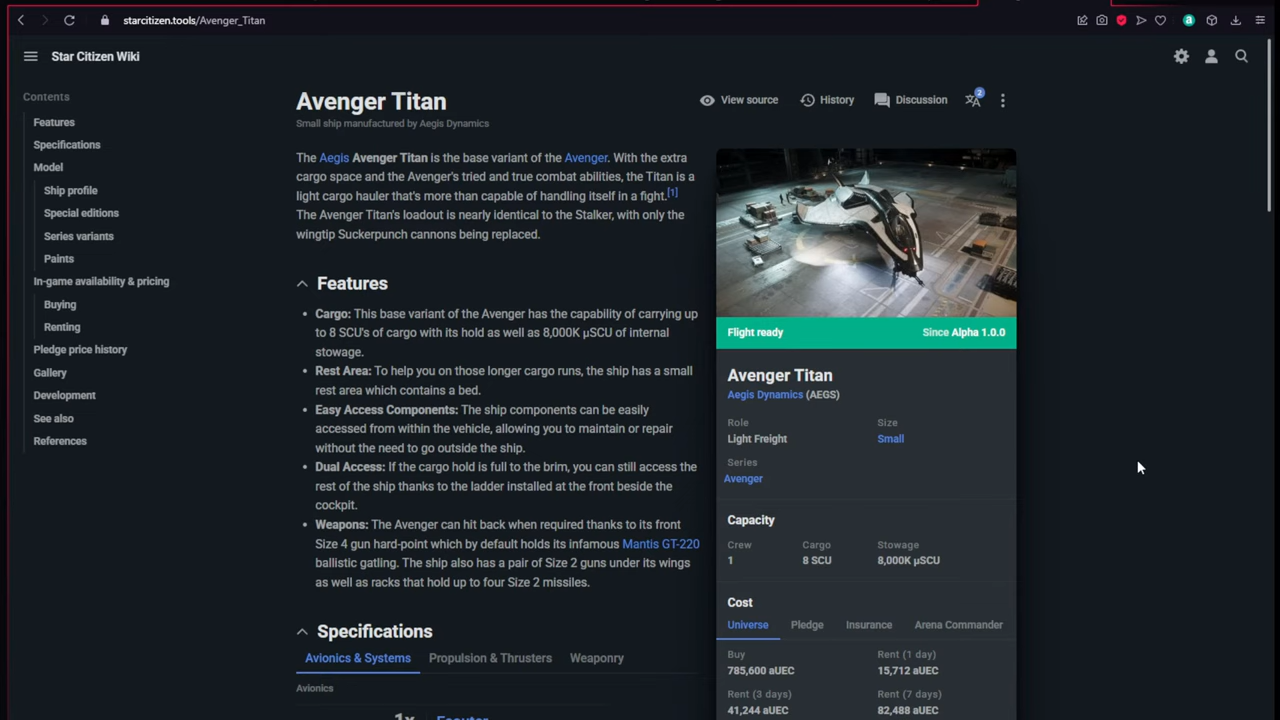 starcitizen.tools/Avenger_Titan
Star Citizen Wiki
Contents
Features
Specifications
Model
Ship profile
Special editions
Series variants
Paints
In-game availability & pricing
Buying
Renting
Pledge price history
Gallery
Development
See also
References
Avenger Titan
Small ship manufactured by Aegis Dynamics
View source
History
Discussion
2
The Aegis Avenger Titan is the base variant of the Avenger. With the extra
cargo space and the Avenger's tried and true combat abilities, the Titan is a
light cargo hauler that's more than capable of handling itself in a fight.[1]
The Avenger Titan's loadout is nearly identical to the Stalker, with only the
wingtip Suckerpunch cannons being replaced.
Features
• Cargo: This base variant of the Avenger has the capability of carrying up
to 8 SCU's of cargo with its hold as well as 8,000K µSCU of internal
stowage.
• Rest Area: To help you on those longer cargo runs, the ship has a small
rest area which contains a bed.
• Easy Access Components: The ship components can be easily
accessed from within the vehicle, allowing you to maintain or repair
without the need to go outside the ship.
• Dual Access: If the cargo hold is full to the brim, you can still access the
rest of the ship thanks to the ladder installed at the front beside the
cockpit.
• Weapons: The Avenger can hit back when required thanks to its front
Size 4 gun hard-point which by default holds its infamous Mantis GT-220
ballistic gatling. The ship also has a pair of Size 2 guns under its wings
as well as racks that hold up to four Size 2 missiles.
Specifications
Avionics & Systems Propulsion & Thrusters Weaponry
Avionics
1x
Flight ready Since Alpha 1.0.0
Avenger Titan
Aegis Dynamics (AEGS)
Role Size
Light Freight Small
Series
Avenger
Capacity
Crew Cargo Stowage
1 8 SCU 8,000K µSCU
Cost
Universe Pledge Insurance Arena Commander
Buy Rent (1 day)
785,600 aUEC 15,712 aUEC
Rent (3 days) Rent (7 days)
41,244 aUEC 82,488 aUEC